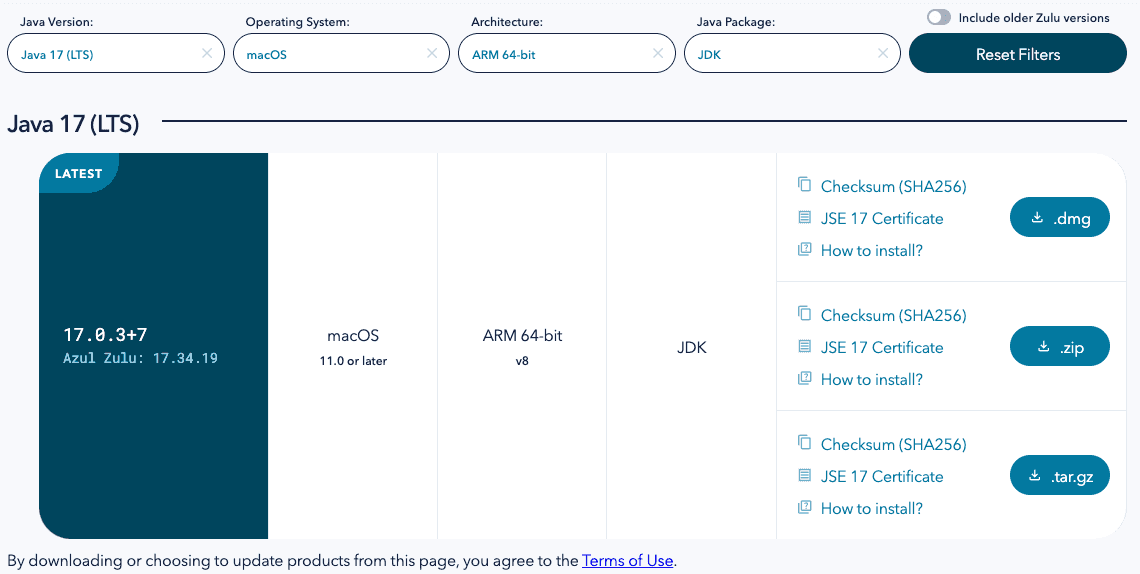 Java Version:
Operating System:
Architecture:
Java Package:
Include older Zulu versions
Java 17 (LTS)
macOS
ARM 64-bit
JDK
Reset Filters
Java 17 (LTS)
LATEST
17.0.3+7
Azul Zulu: 17.34.19
macOS
11.0 or later
ARM 64-bit
v8
JDK
Checksum (SHA256)
JSE 17 Certificate
How to install?
.dmg
Checksum (SHA256)
JSE 17 Certificate
How to install?
.zip
Checksum (SHA256)
JSE 17 Certificate
How to install?
.tar.gz
By downloading or choosing to update products from this page, you agree to the Terms of Use.